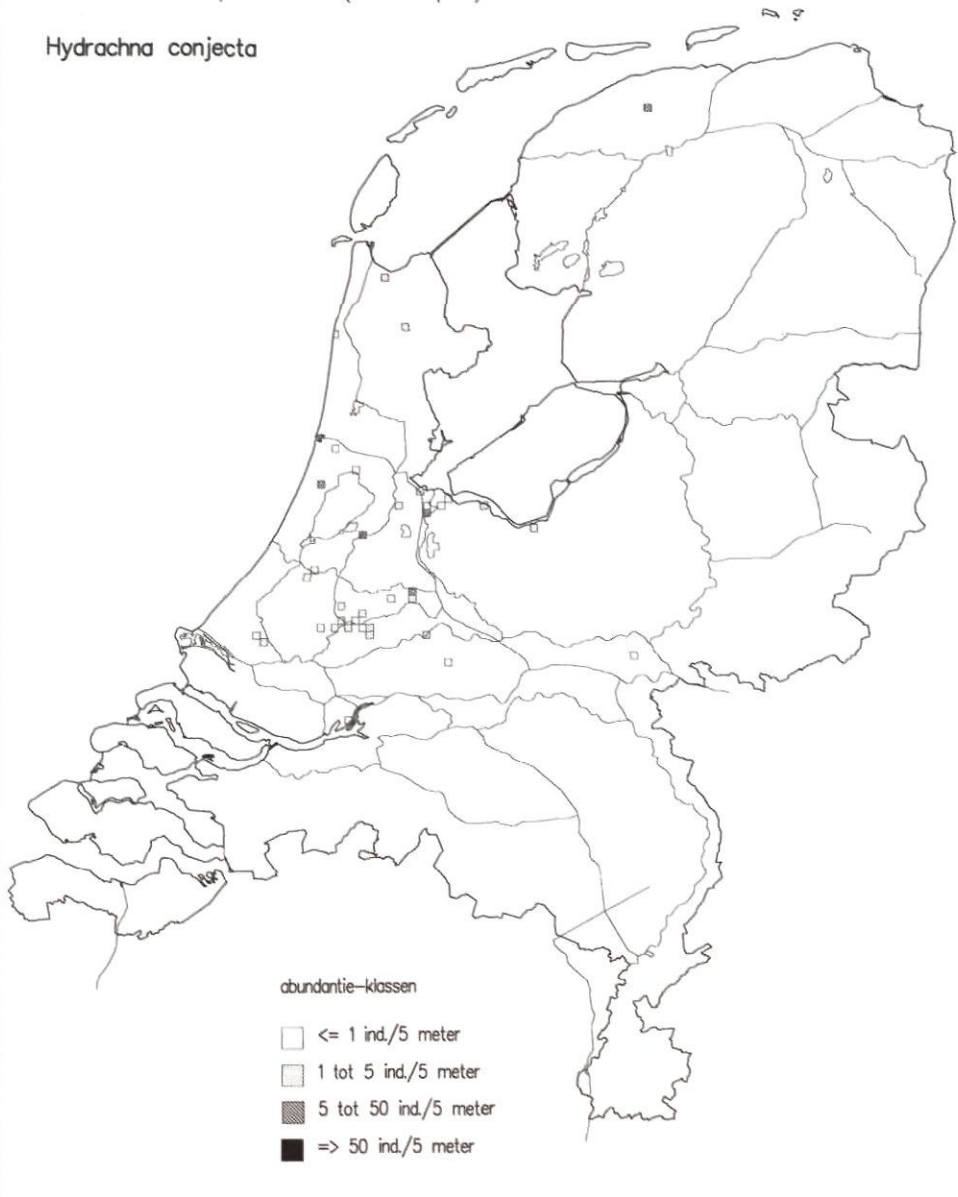 Hydrachna conjecta
abundantie-klassen
<= 1 ind./5 meter
1 tot 5 ind./5 meter
5 tot 50 ind./5 meter
=> 50 ind./5 meter